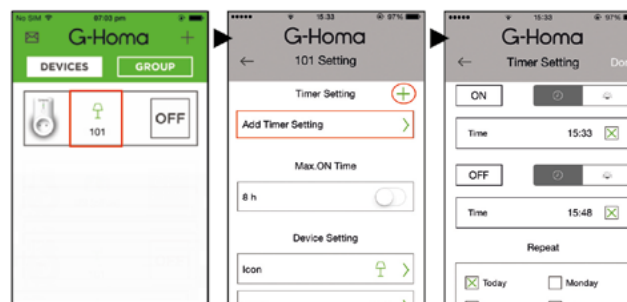 No SIM 07:03 pm
G-Homa
DEVICES GROUP
101
OFF
15:33 97%
G-Homa
101 Setting
Timer Setting
Add Timer Setting
Max.ON Time
8 h
Device Setting
Icon
15:33 97%
G-Homa
Timer Setting
ON
Time 15:33
OFF
Time 15:48
Repeat
Today Monday